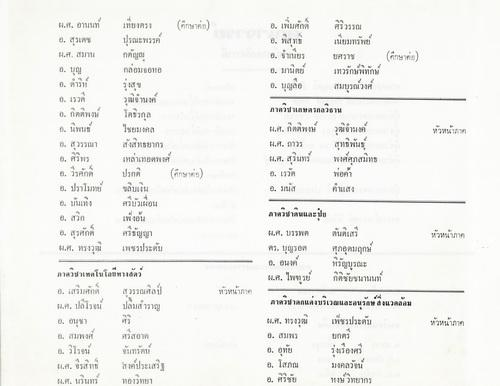 ผ.ศ. อานนท์ เที่ยงตรง (ศึกษาต่อ)
อ. สุรเดช ปุรณะพรรค์
ผ.ศ. สมาน กตัญญู
อ. บุญ กล่อมจอหอ
อ. ดำริห์ รุ่งสุข
อ. เรวดี วุฒิจำนงค์
อ. กิตติพงษ์ โตธิรกุล
อ. นิพนธ์ ไชยมงคล
อ. สุวรรณา สังสิทธยากร
อ. ศิริพร เหล่าเทอดพงศ์
อ. วีรศักดิ์ ปรกติ (ศึกษาต่อ)
อ. ปราโมทย์ ขลิบเงิน
อ. บันเทิง ศรีบัวเผื่อน
อ. สวิก เพ็งอ้น
อ. สุรศักดิ์ ศรีธัญญา
ผ.ศ. ทรงวุฒิ เพชรประดับ
ภาควิชาเทคโนโลยีทางสัตว์
อ. เสริมศักดิ์ สุวรรณศิลป์ หัวหน้าภาค
ผ.ศ. ปลีโรจน์ ปลื้มสำราญ
อ. อนุชา ศิริ
อ. สมพงศ์ ศรีสอาด
อ. วิโรจน์ จันทรัตน์
ผ.ศ. จิรสิทธิ์ สงค์ประเสริฐ
ผ.ศ. นรินทร์ ทองวิทยา
อ. เพิ่มศักดิ์ ศิริวรรณ
อ. พิสุทธิ์ เนียมทรัพย์
อ. จำเนียร ยศราช (ศึกษาต่อ)
อ. มานิตย์ เทวรักษ์พิทักษ์
อ. บุญลือ สมบูรณ์วงศ์
ภาควิชาเกษตรกลวิธาน
ผ.ศ. กิตติพงษ์ วุฒิจำนงค์ หัวหน้าภาค
ผ.ศ. ถาวร สุทธิพันธุ์
ผ.ศ. สุรินทร์ พงศ์ศุภสมิทธ
อ. เรวัต พ่อค้า
อ. มนัส คำแสง
ภาควิชาดินและปุ๋ย
ผ.ศ. บรรพต ตันติเสรี หัวหน้าภาค
ดร. บุญรอด ศุภอุดมฤกษ์
อ. อนงค์ หิรัญบูรณะ
ผ.ศ. ไพฑูรย์ กิติชัยชนานนท์
ภาควิชาตกแต่งบริเวณและอนุรักษ์สิ่งแวดล้อม
ผ.ศ. ทรงวุฒิ เพ็ชรประดับ หัวหน้าภาค
อ. สมพร ยกตรี
อ. อุทัย รุ่งเรืองศรี
อ. โสภณ มงคลวัจน์
อ. ศิริชัย หงษ์วิทยากร